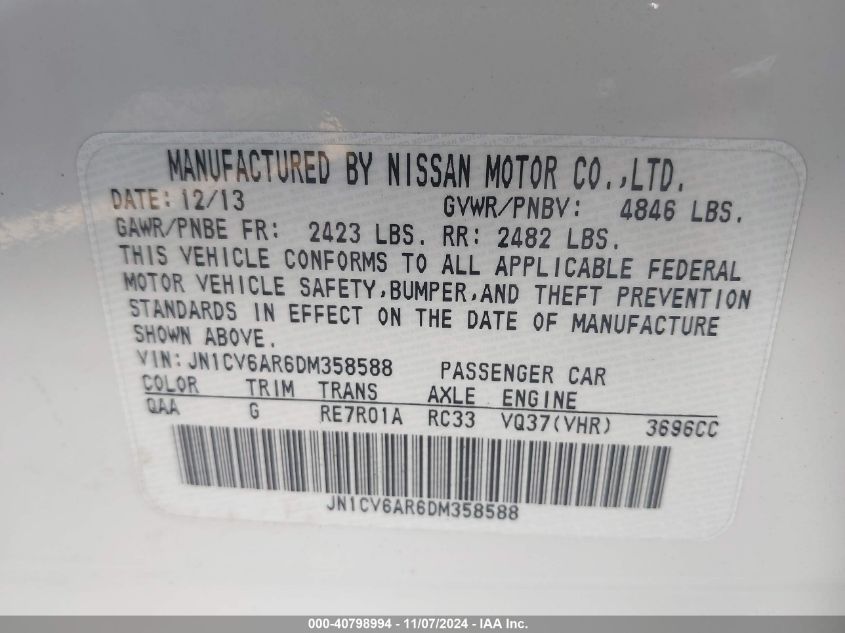 MANUFACTURED BY NISSAN MOTOR CO.,LTD.
DATE: 12/13 GVWR/PNBV: 4846 LBS.
GAWR/PNBE FR: 2423 LBS. RR: 2482 LBS.
THIS VEHICLE CONFORMS TO ALL APPLICABLE FEDERAL
MOTOR VEHICLE SAFETY,BUMPER,AND THEFT PREVENTION
STANDARDS IN EFFECT ON THE DATE OF MANUFACTURE
SHOWN ABOVE.
VIN: JN1CV6AR6DM358588 PASSENGER CAR
COLOR TRIM TRANS AXLE ENGINE
QAA G RE7R01A RC33 VQ37(VHR) 3696CC
JN1CV6AR6DM358588
000-40798994 - 11/07/2024 - IAA Inc.